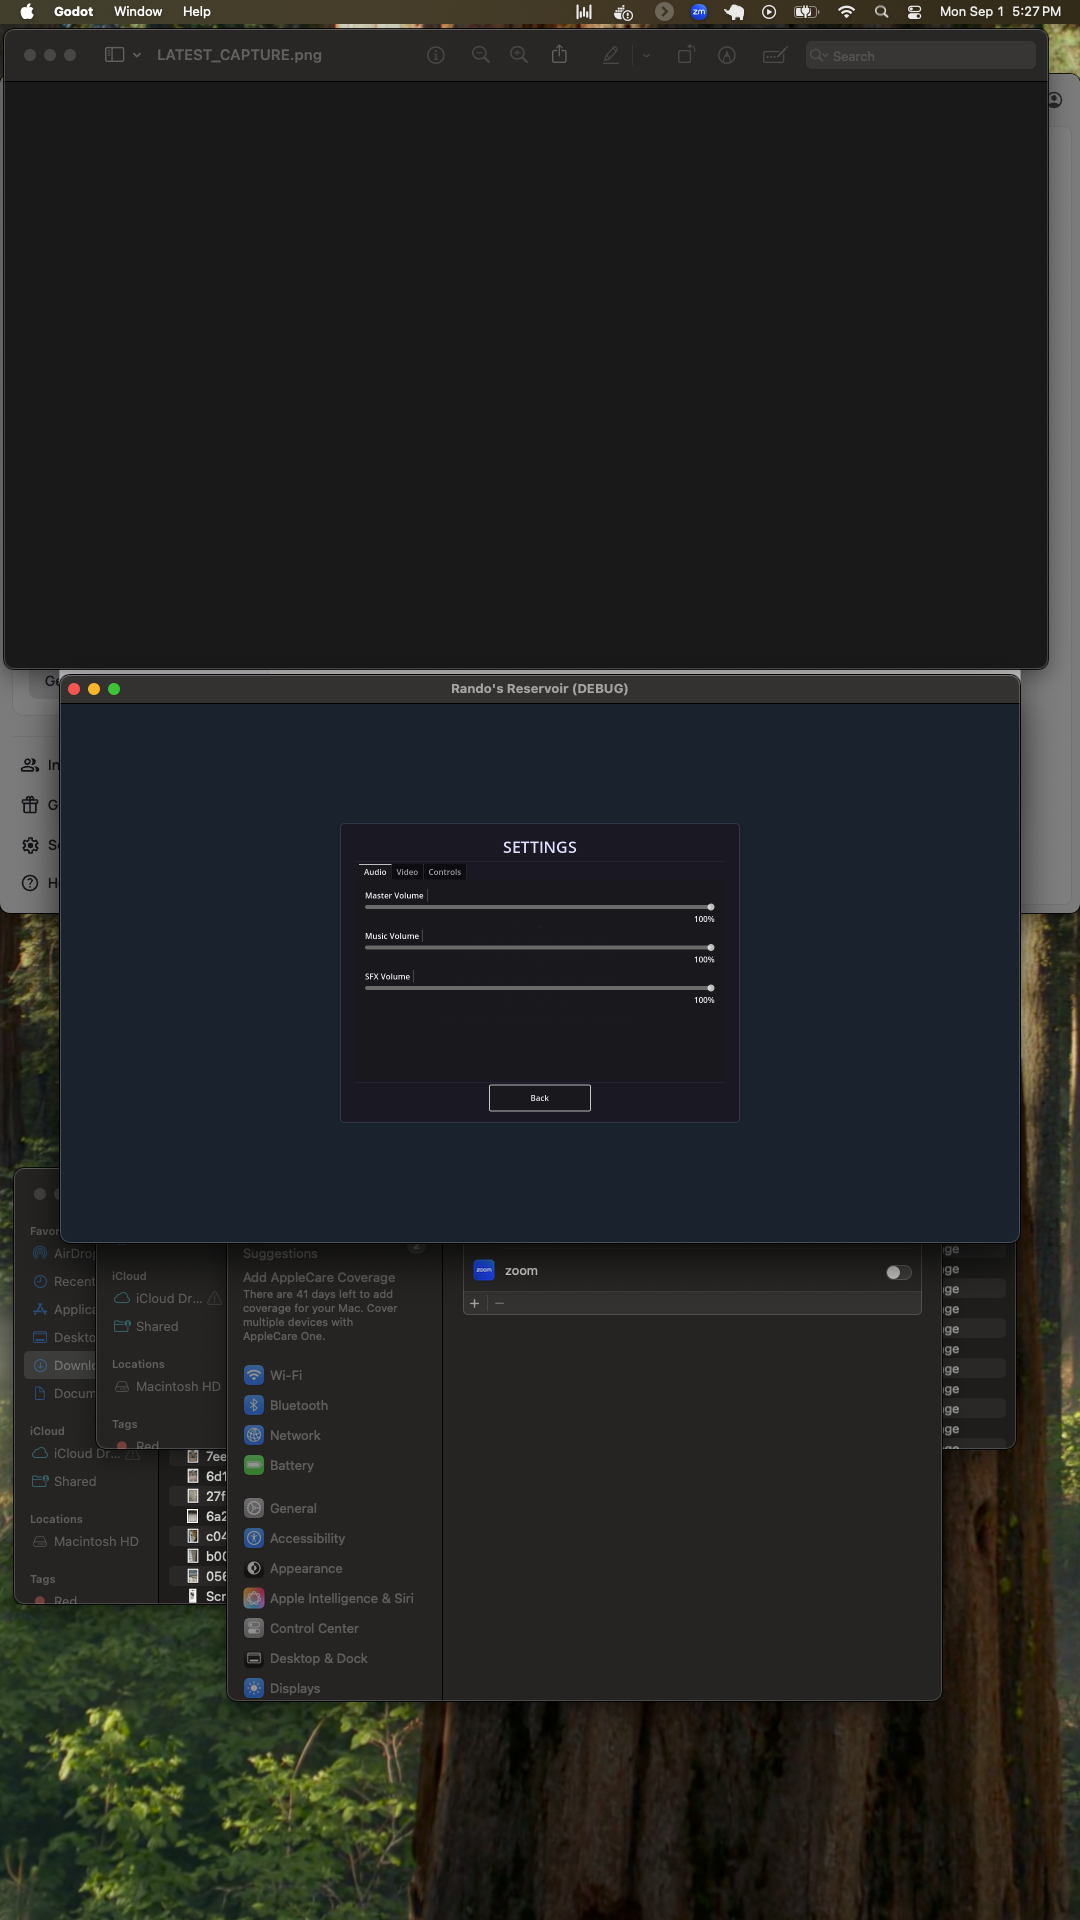 Godot Window Help
zm
Mon Sep 1 5:27 PM
LATEST_CAPTURE.png
Search
Rando's Reservoir (DEBUG)
SETTINGS
Audio Video Controls
Master Volume
100%
Music Volume
100%
SFX Volume
100%
Back
Suggestions
Add AppleCare Coverage
There are 41 days left to add
coverage for your Mac. Cover
multiple devices with
AppleCare One.
Wi-Fi
Bluetooth
Network
Battery
General
Accessibility
Appearance
Apple Intelligence & Siri
Control Center
Desktop & Dock
Displays
zoom
zoom
iCloud
iCloud Dr...
Shared
Locations
Macintosh HD
Tags
Red
Favor
AirDrop
Recent
Applica
Deskto
Downlo
Docum
iCloud
iCloud Dr...
Shared
Locations
Macintosh HD
Tags
Red
7ee
6d1
27f
6a2
c04
b00
056
Scr
ge
ge
ge
ge
ge
ge
ge
ge
ge
ge